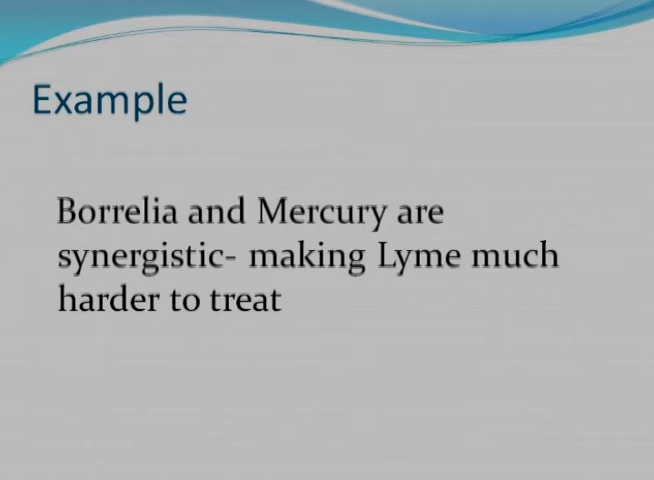 Example
Borrelia and Mercury are
synergistic- making Lyme much
harder to treat